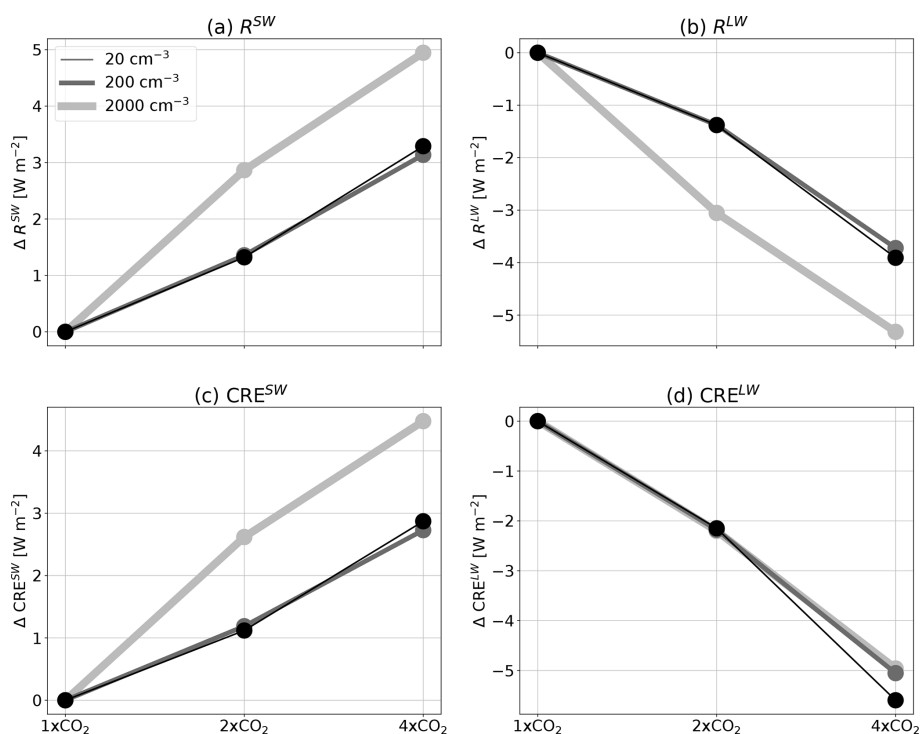 (a) R^SW
(b) R^LW
20 cm⁻³
200 cm⁻³
2000 cm⁻³
Δ R^SW [W m⁻²]
5
4
3
2
1
0
Δ R^LW [W m⁻²]
0
−1
−2
−3
−4
−5
(c) CRE^SW
(d) CRE^LW
Δ CRE^SW [W m⁻²]
4
3
2
1
0
Δ CRE^LW [W m⁻²]
0
−1
−2
−3
−4
−5
1xCO₂ 2xCO₂ 4xCO₂
1xCO₂ 2xCO₂ 4xCO₂